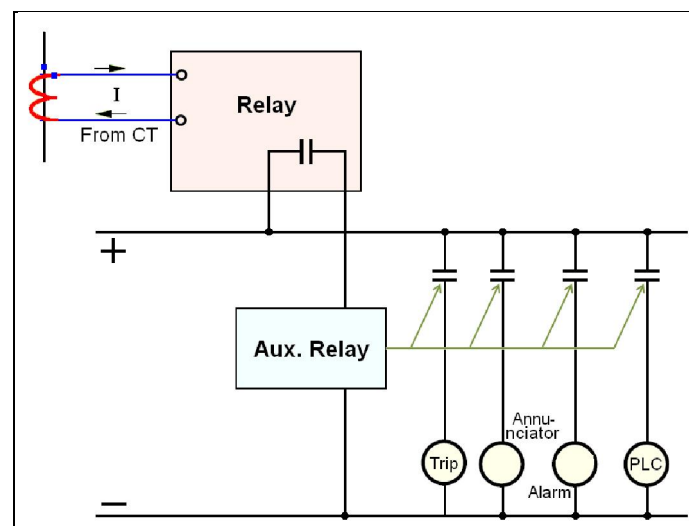 I
From CT
Relay
+
Aux. Relay
Annu-
nciator
Trip
PLC
Alarm
−